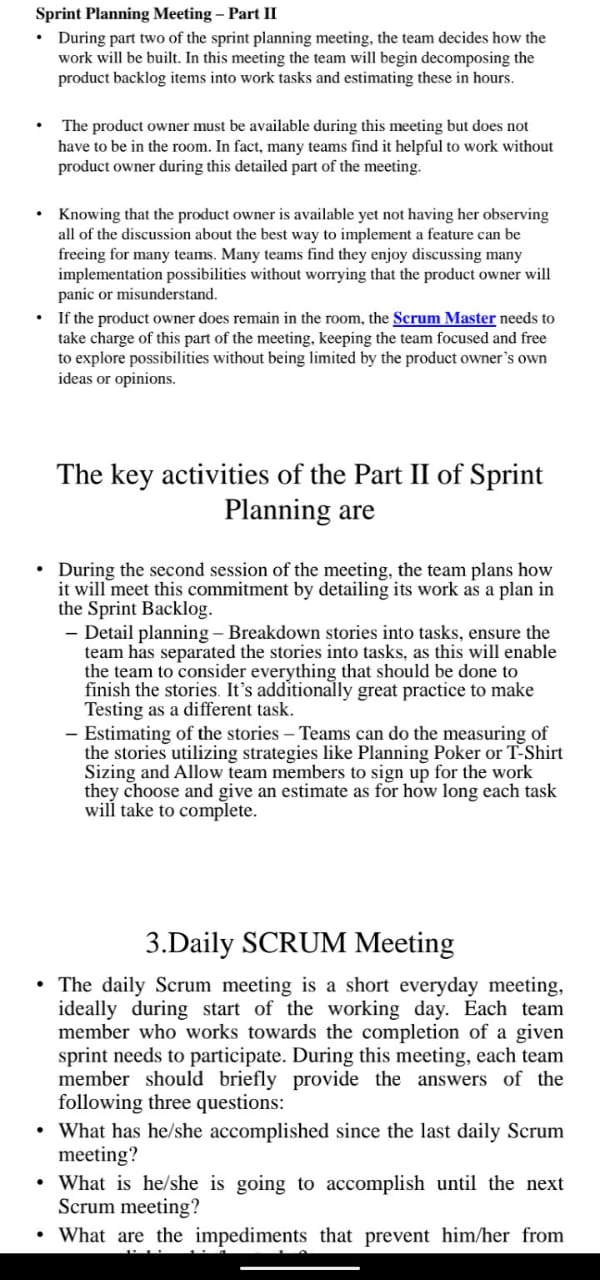 Sprint Planning Meeting – Part II
• During part two of the sprint planning meeting, the team decides how the
work will be built. In this meeting the team will begin decomposing the
product backlog items into work tasks and estimating these in hours.
• The product owner must be available during this meeting but does not
have to be in the room. In fact, many teams find it helpful to work without
product owner during this detailed part of the meeting.
• Knowing that the product owner is available yet not having her observing
all of the discussion about the best way to implement a feature can be
freeing for many teams. Many teams find they enjoy discussing many
implementation possibilities without worrying that the product owner will
panic or misunderstand.
• If the product owner does remain in the room, the Scrum Master needs to
take charge of this part of the meeting, keeping the team focused and free
to explore possibilities without being limited by the product owner's own
ideas or opinions.
The key activities of the Part II of Sprint
Planning are
• During the second session of the meeting, the team plans how
it will meet this commitment by detailing its work as a plan in
the Sprint Backlog.
– Detail planning – Breakdown stories into tasks, ensure the
team has separated the stories into tasks, as this will enable
the team to consider everything that should be done to
finish the stories. It's additionally great practice to make
Testing as a different task.
– Estimating of the stories – Teams can do the measuring of
the stories utilizing strategies like Planning Poker or T-Shirt
Sizing and Allow team members to sign up for the work
they choose and give an estimate as for how long each task
will take to complete.
3.Daily SCRUM Meeting
• The daily Scrum meeting is a short everyday meeting,
ideally during start of the working day. Each team
member who works towards the completion of a given
sprint needs to participate. During this meeting, each team
member should briefly provide the answers of the
following three questions:
• What has he/she accomplished since the last daily Scrum
meeting?
• What is he/she is going to accomplish until the next
Scrum meeting?
• What are the impediments that prevent him/her from